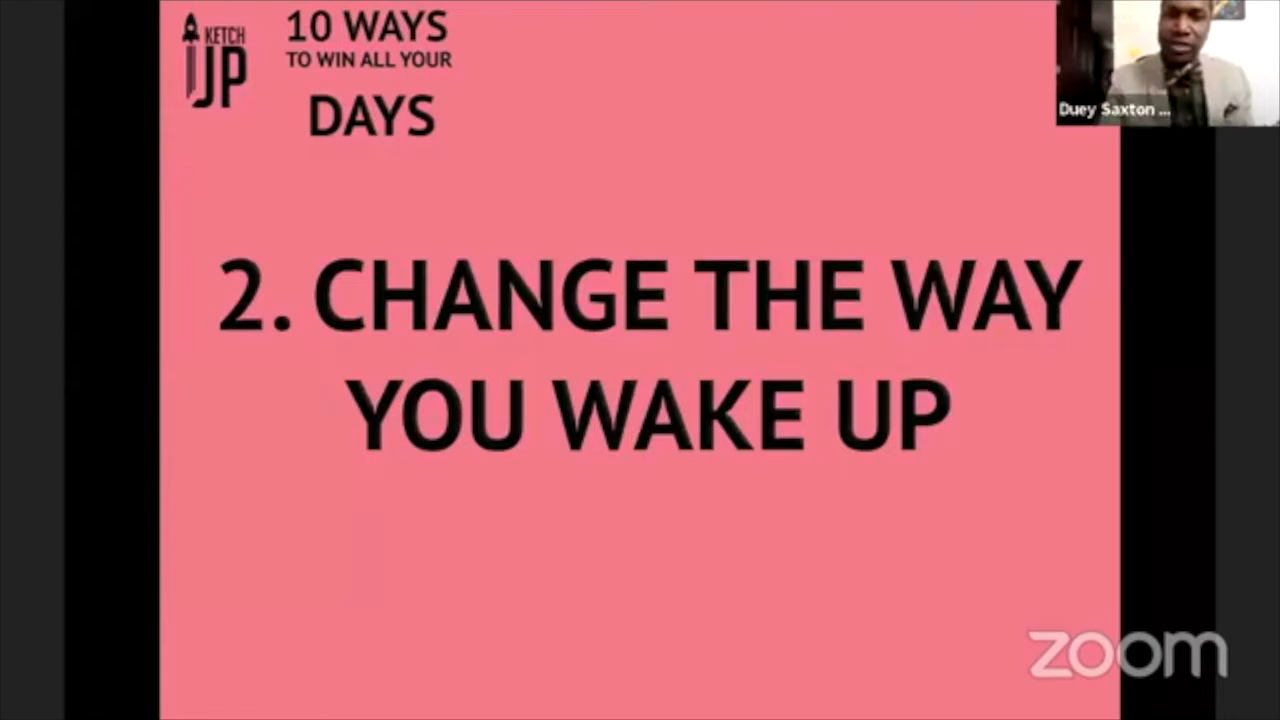 KETCH
UP
10 WAYS
TO WIN ALL YOUR
DAYS
Duey Saxton ...
2. CHANGE THE WAY
YOU WAKE UP
zoom